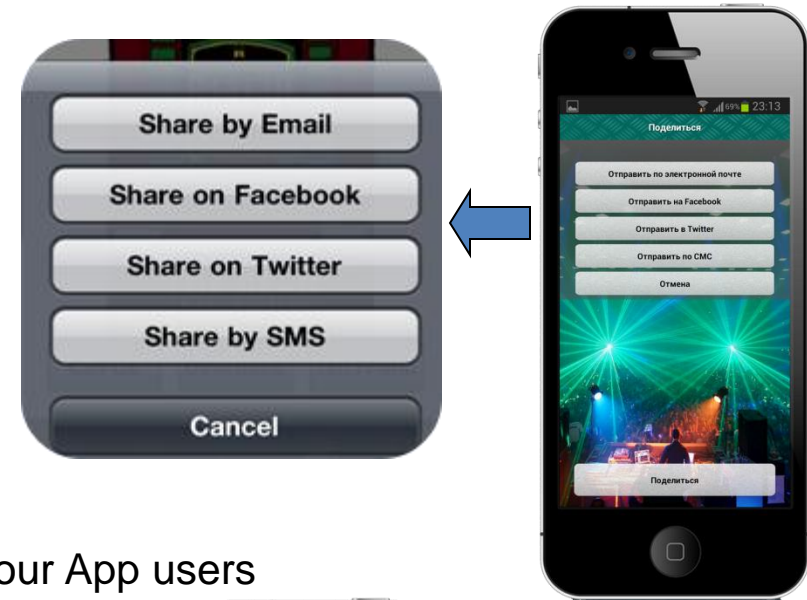 Share by Email
Share on Facebook
Share on Twitter
Share by SMS
Cancel
69% 23:13
Поделиться
Отправить по электронной почте
Отправить на Facebook
Отправить в Twitter
Отправить по СМС
Отмена
Поделиться
our App users